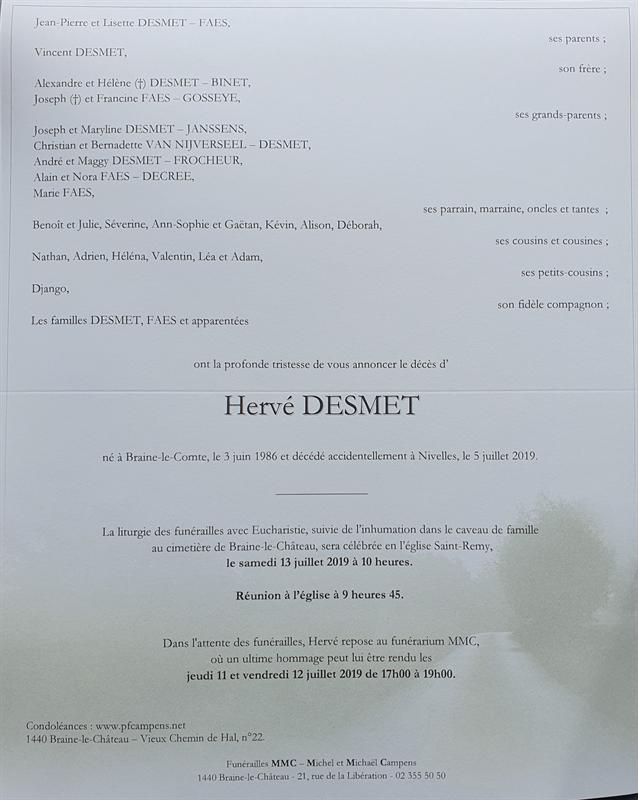 Jean-Pierre et Lisette DESMET – FAES,
ses parents ;
Vincent DESMET,
son frère ;
Alexandre et Hélène (†) DESMET – BINET,
Joseph (†) et Francine FAES – GOSSEYE,
ses grands-parents ;
Joseph et Maryline DESMET – JANSSENS,
Christian et Bernadette VAN NIJVERSEEL – DESMET,
André et Maggy DESMET – FROCHEUR,
Alain et Nora FAES – DECREE,
Marie FAES,
ses parrain, marraine, oncles et tantes ;
Benoît et Julie, Séverine, Ann-Sophie et Gaëtan, Kévin, Alison, Déborah,
ses cousins et cousines ;
Nathan, Adrien, Héléna, Valentin, Léa et Adam,
ses petits-cousins ;
Django,
son fidèle compagnon ;
Les familles DESMET, FAES et apparentées
ont la profonde tristesse de vous annoncer le décès d'
Hervé DESMET
né à Braine-le-Comte, le 3 juin 1986 et décédé accidentellement à Nivelles, le 5 juillet 2019.
La liturgie des funérailles avec Eucharistie, suivie de l'inhumation dans le caveau de famille
au cimetière de Braine-le-Château, sera célébrée en l'église Saint-Remy,
le samedi 13 juillet 2019 à 10 heures.
Réunion à l'église à 9 heures 45.
Dans l'attente des funérailles, Hervé repose au funérarium MMC,
où un ultime hommage peut lui être rendu les
jeudi 11 et vendredi 12 juillet 2019 de 17h00 à 19h00.
Condoléances : www.pfcampens.net
1440 Braine-le-Château – Vieux Chemin de Hal, n°22.
Funérailles MMC – Michel et Michaël Campens
1440 Braine-le-Château - 21, rue de la Libération - 02 355 50 50